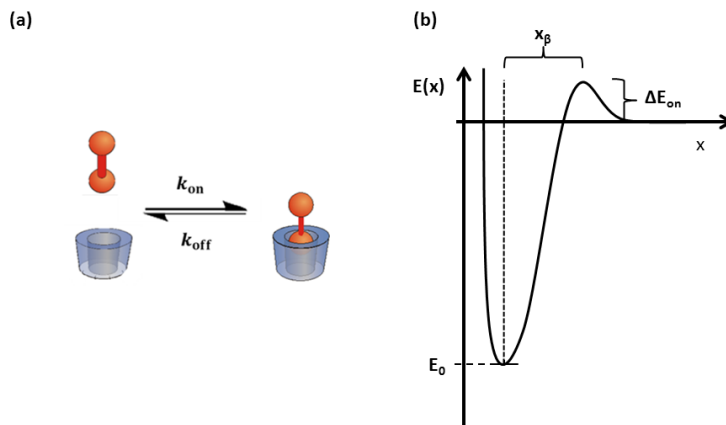 (a)
k_on
k_off
(b)
x_β
E(x)
ΔE_on
x
E_0